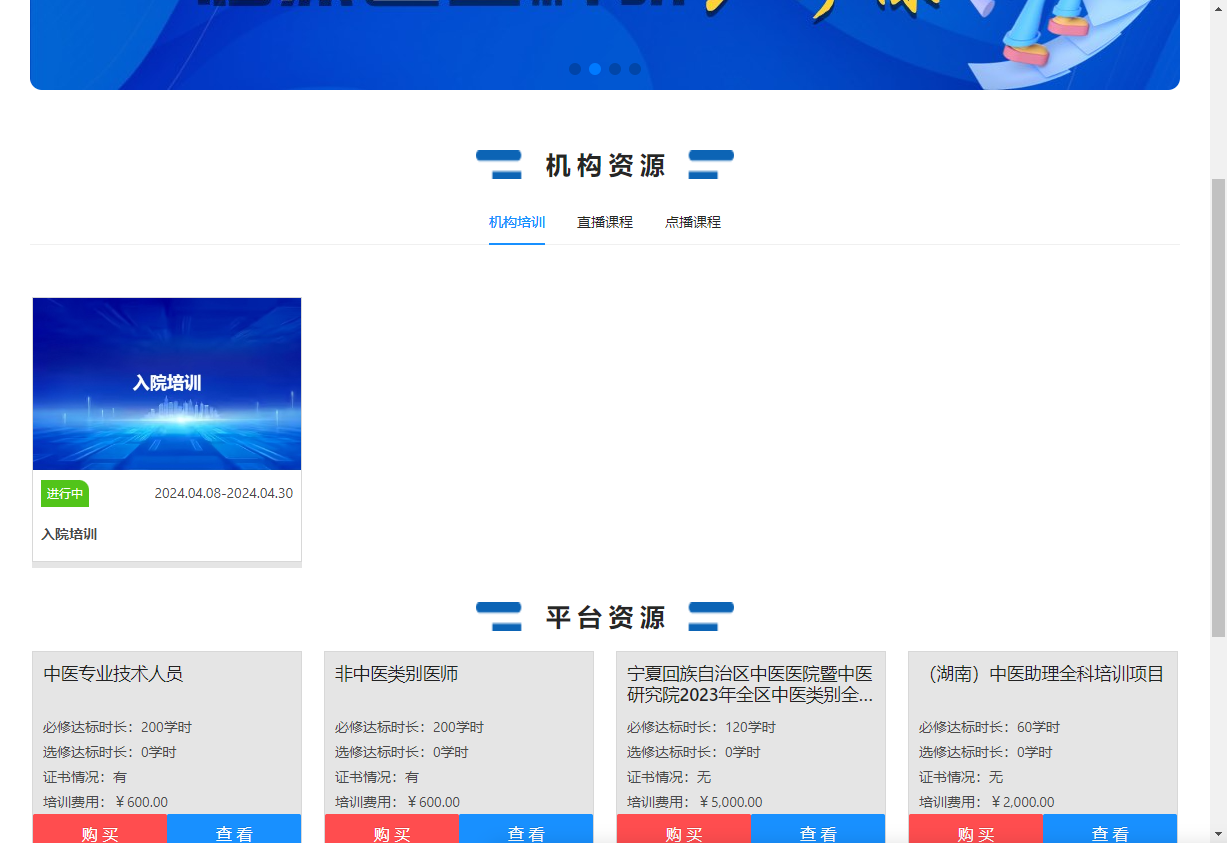 机构资源
机构培训 直播课程 点播课程
入院培训
进行中 2024.04.08-2024.04.30
入院培训
平台资源
中医专业技术人员
必修达标时长：200学时
选修达标时长：0学时
证书情况：有
培训费用：￥600.00
购买 查看
非中医类别医师
必修达标时长：200学时
选修达标时长：0学时
证书情况：有
培训费用：￥600.00
购买 查看
宁夏回族自治区中医医院暨中医
研究院2023年全区中医类别全...
必修达标时长：120学时
选修达标时长：0学时
证书情况：无
培训费用：￥5,000.00
购买 查看
（湖南）中医助理全科培训项目
必修达标时长：60学时
选修达标时长：0学时
证书情况：无
培训费用：￥2,000.00
购买 查看